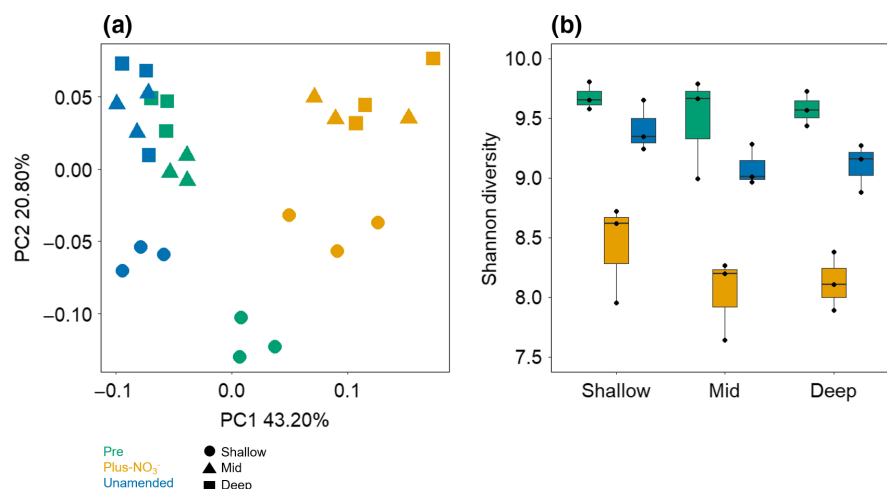 (a)
(b)
PC2 20.80%
0.05
0.00
−0.05
−0.10
−0.1
0.0
0.1
PC1 43.20%
Shannon diversity
10.0
9.5
9.0
8.5
8.0
7.5
Shallow
Mid
Deep
Pre
Plus-NO₃⁻
Unamended
Shallow
Mid
Deep